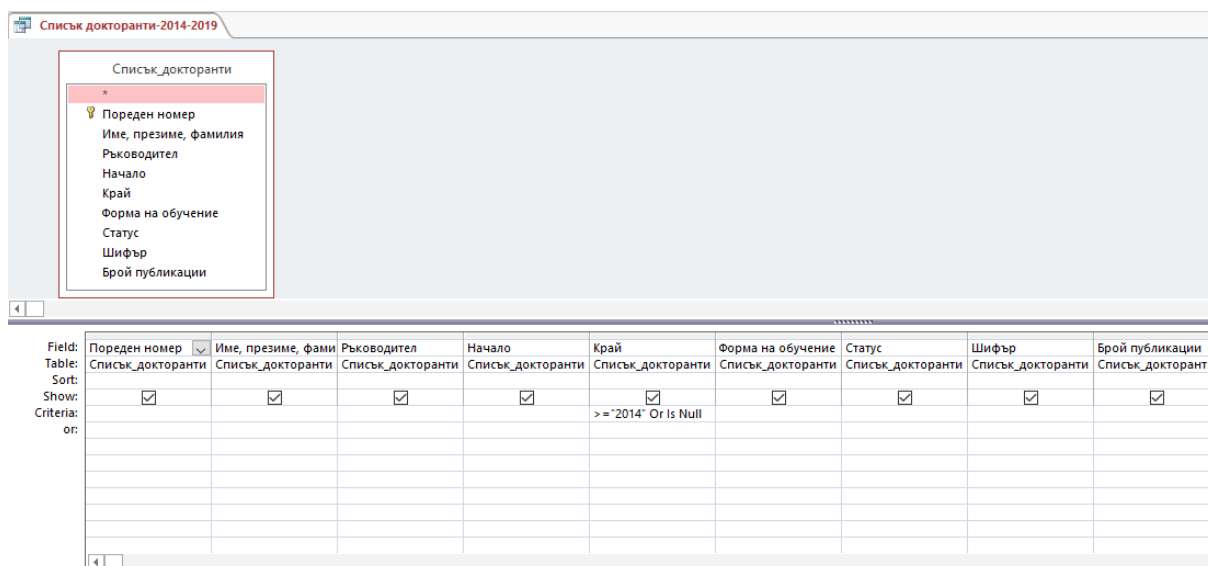 Списък докторанти-2014-2019
Списък_докторанти
*
Пореден номер
Име, презиме, фамилия
Ръководител
Начало
Край
Форма на обучение
Статус
Шифър
Брой публикации
Field: Пореден номер Име, презиме, фами Ръководител Начало Край Форма на обучение Статус Шифър Брой публикации
Table: Списък_докторанти Списък_докторанти Списък_докторанти Списък_докторанти Списък_докторанти Списък_докторанти Списък_докторанти Списък_докторанти Списък_докторант
Sort:
Show:
Criteria: >="2014" Or Is Null
or: